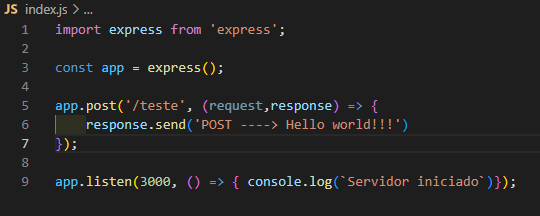 JS index.js > ...
1 import express from 'express';
2
3 const app = express();
4
5 app.post('/teste', (request,response) => {
6     response.send('POST ----> Hello world!!!')
7 });
8
9 app.listen(3000, () => { console.log(`Servidor iniciado`)});